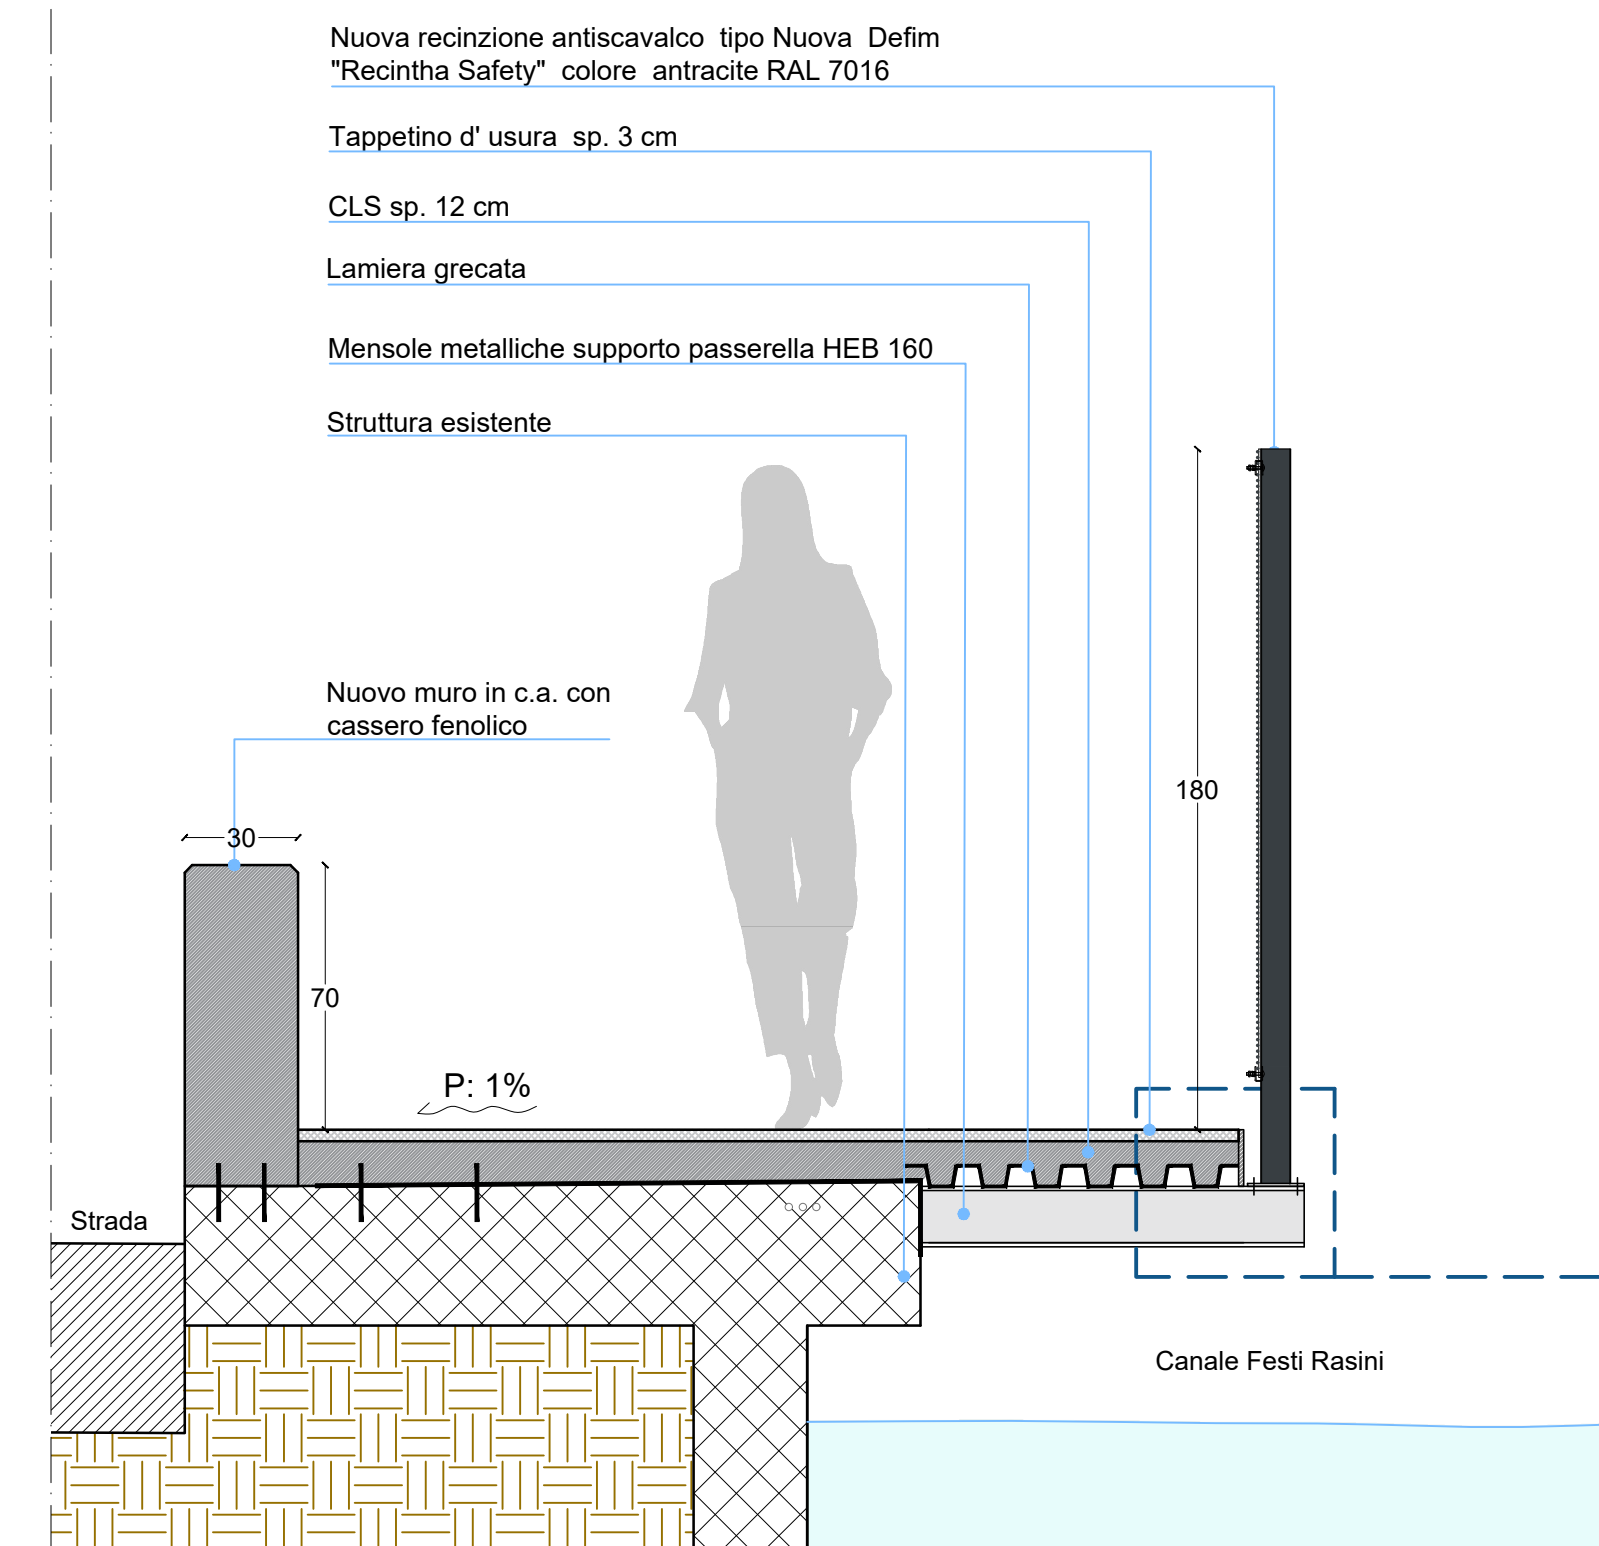 Nuova recinzione antiscavalco tipo Nuova Defim
"Recintha Safety" colore antracite RAL 7016
Tappetino d' usura sp. 3 cm
CLS sp. 12 cm
Lamiera grecata
Mensole metalliche supporto passerella HEB 160
Struttura esistente
Nuovo muro in c.a. con
cassero fenolico
180
30
70
P: 1%
Strada
Canale Festi Rasini